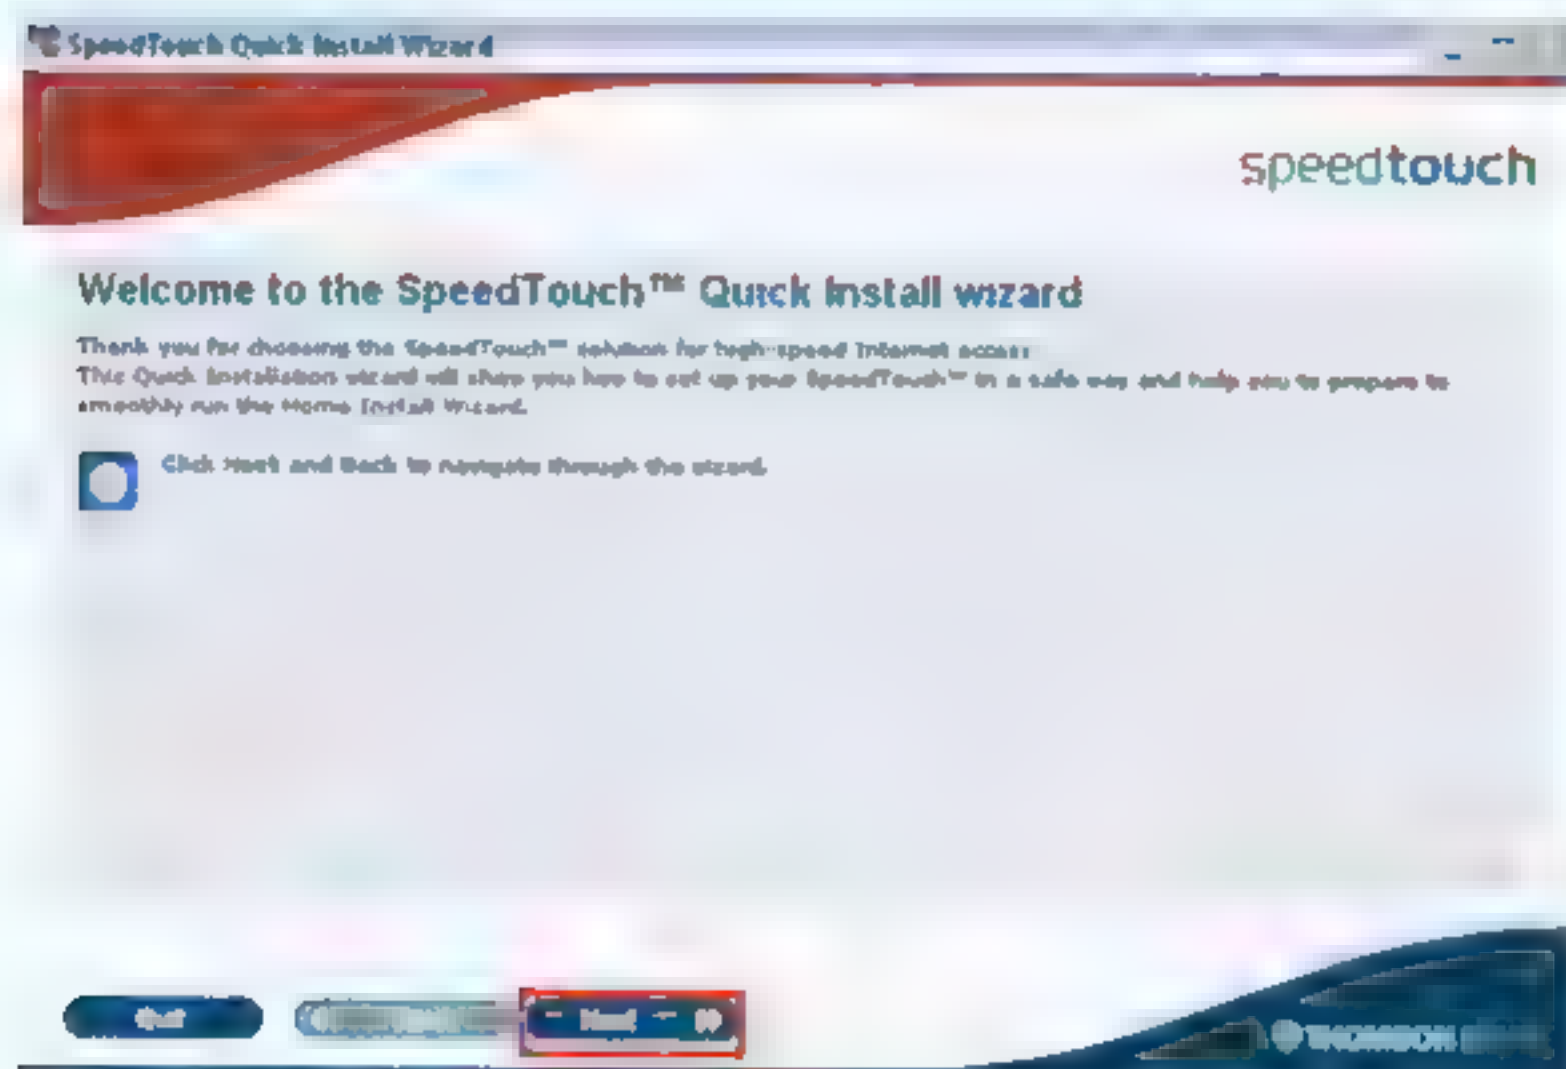 SpeedTouch Quick Install Wizard
speedtouch
Welcome to the SpeedTouch™ Quick Install wizard
Thank you for choosing the SpeedTouch™ solution for high-speed Internet access.
This Quick Installation wizard will show you how to set up your SpeedTouch™ in a safe way and help you to prepare to
smoothly run the Home Install Wizard.
Click Next and Back to navigate through the wizard.
Quit
Next
THOMSON